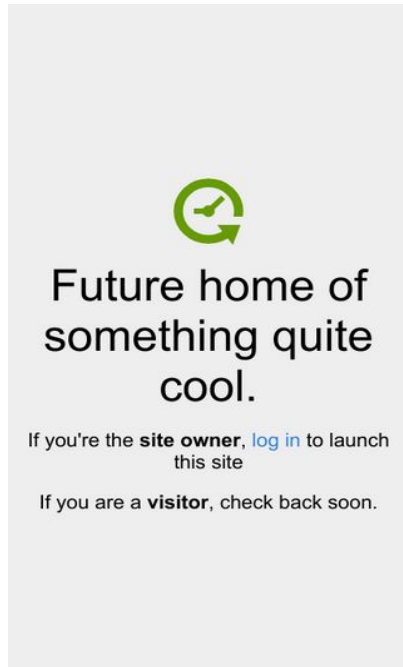 Future home of
something quite
cool.
If you're the site owner, log in to launch
this site
If you are a visitor, check back soon.